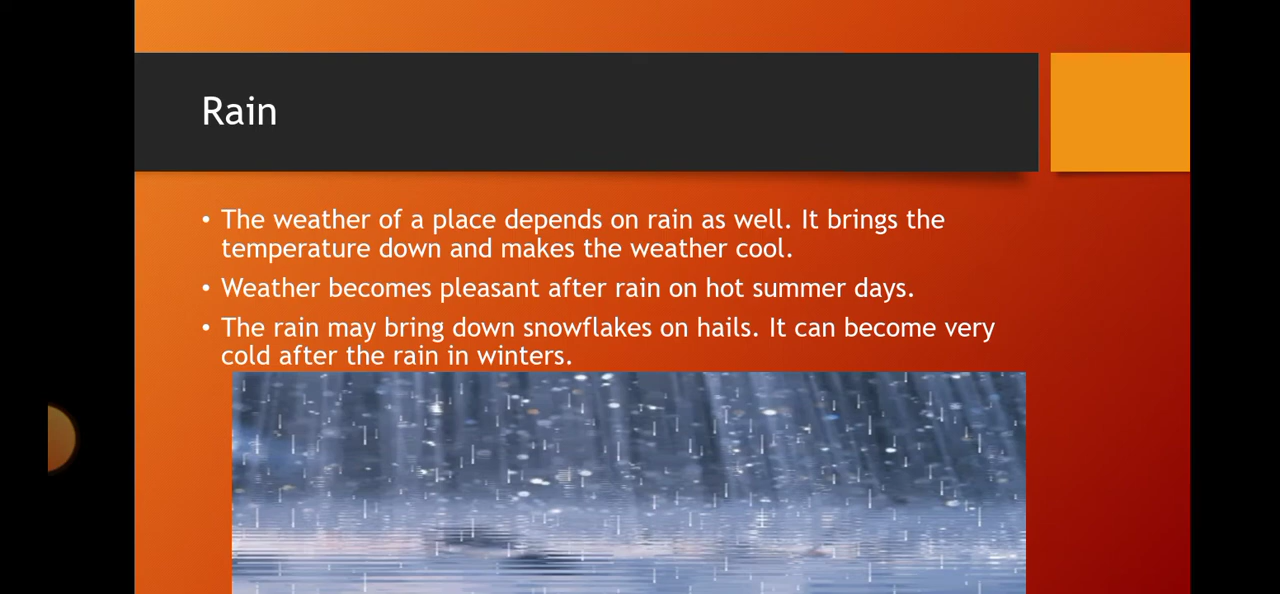 Rain
• The weather of a place depends on rain as well. It brings the
temperature down and makes the weather cool.
• Weather becomes pleasant after rain on hot summer days.
• The rain may bring down snowflakes on hails. It can become very
cold after the rain in winters.